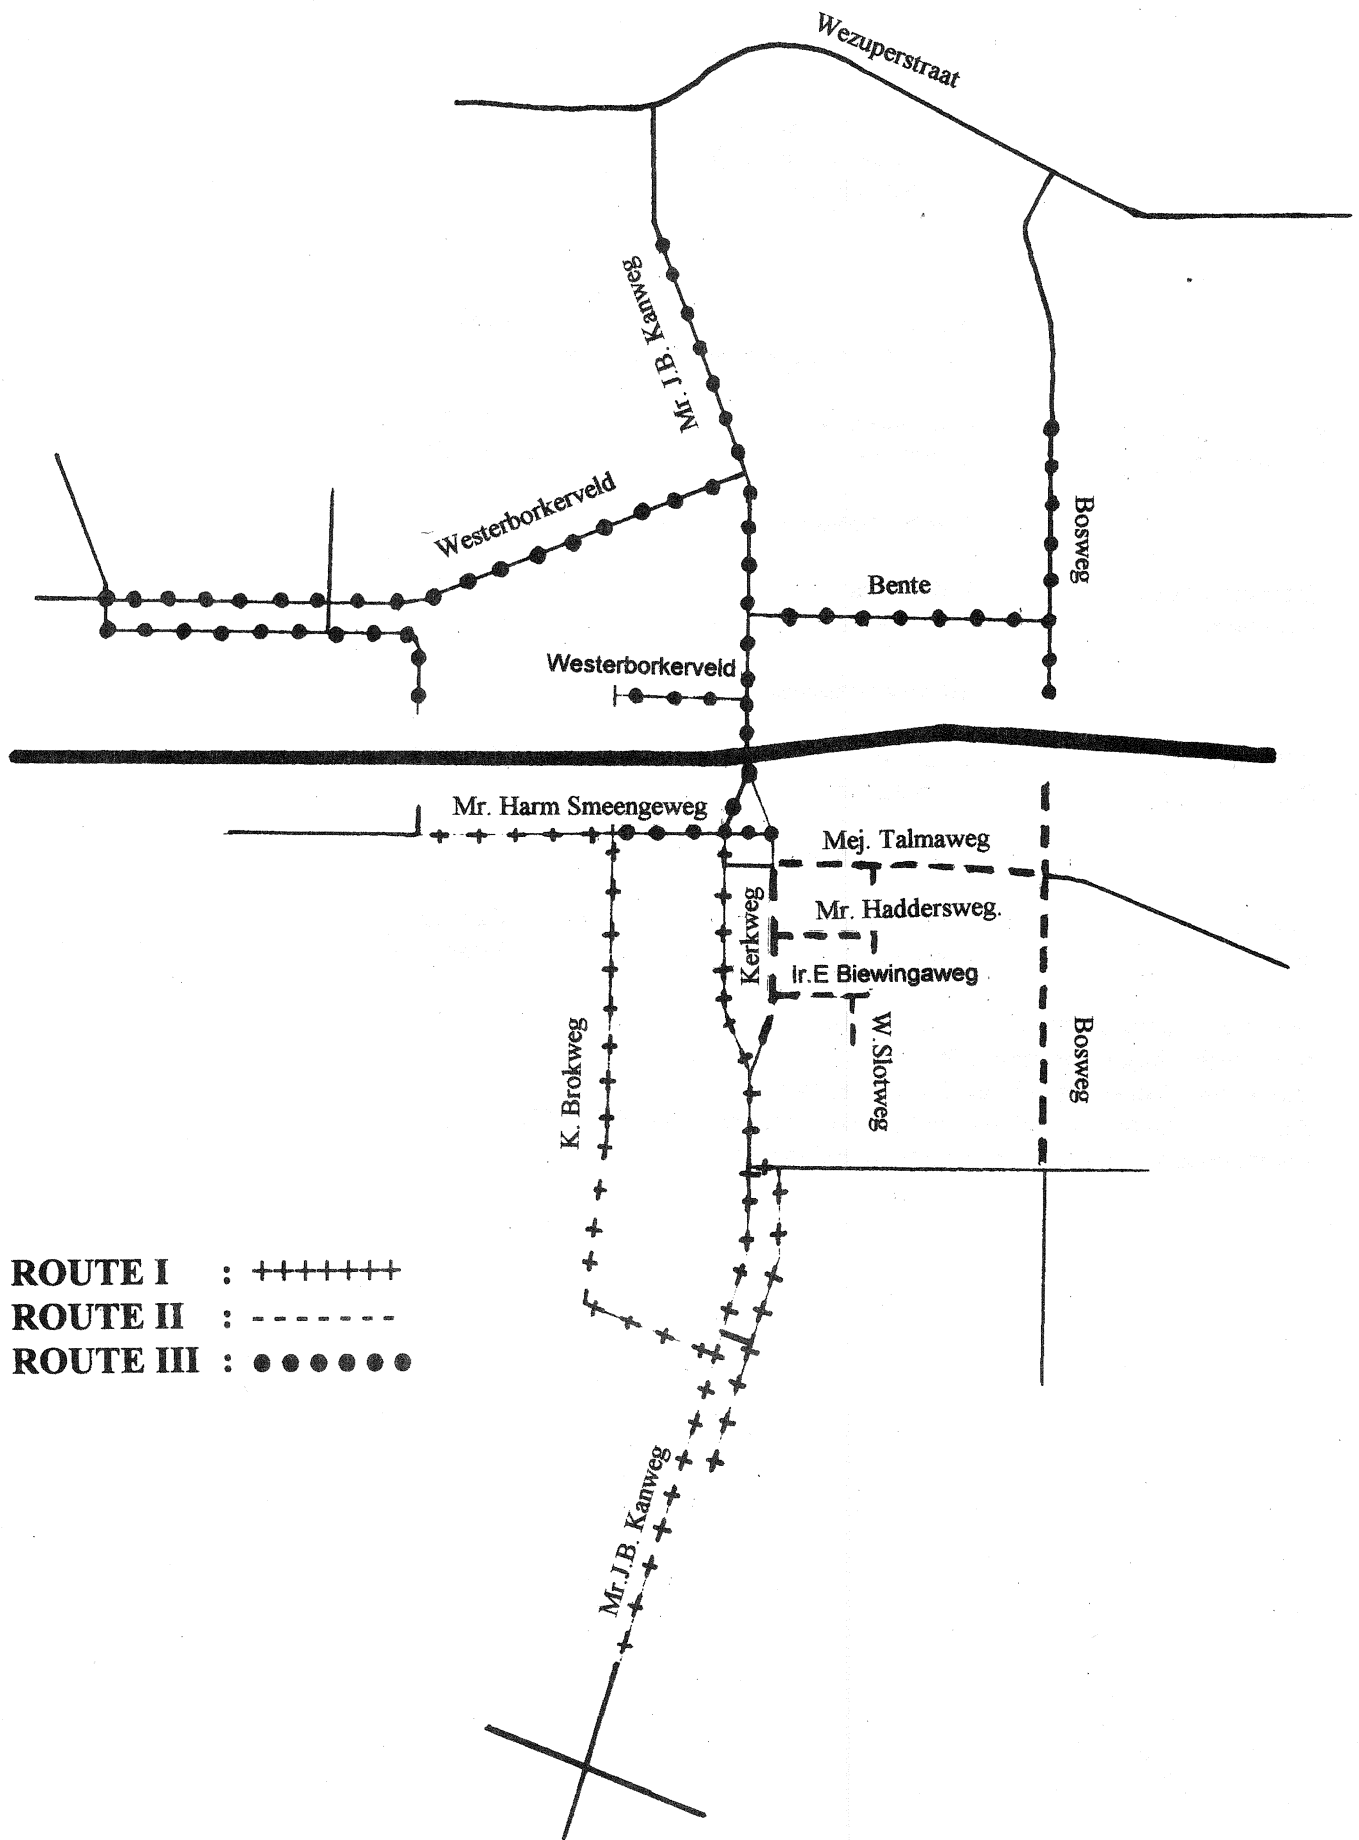 Wezuperstraat
Mr. J.B. Kanweg
Westerborkerveld
Bosweg
Bente
Westerborkerveld
Mr. Harm Smeengeweg
Mej. Talmaweg
Kerkweg
Mr. Haddersweg.
Ir.E Biewingaweg
W.Slotweg
K. Brokweg
Bosweg
ROUTE I :
ROUTE II :
ROUTE III :
Mr.J.B. Kanweg